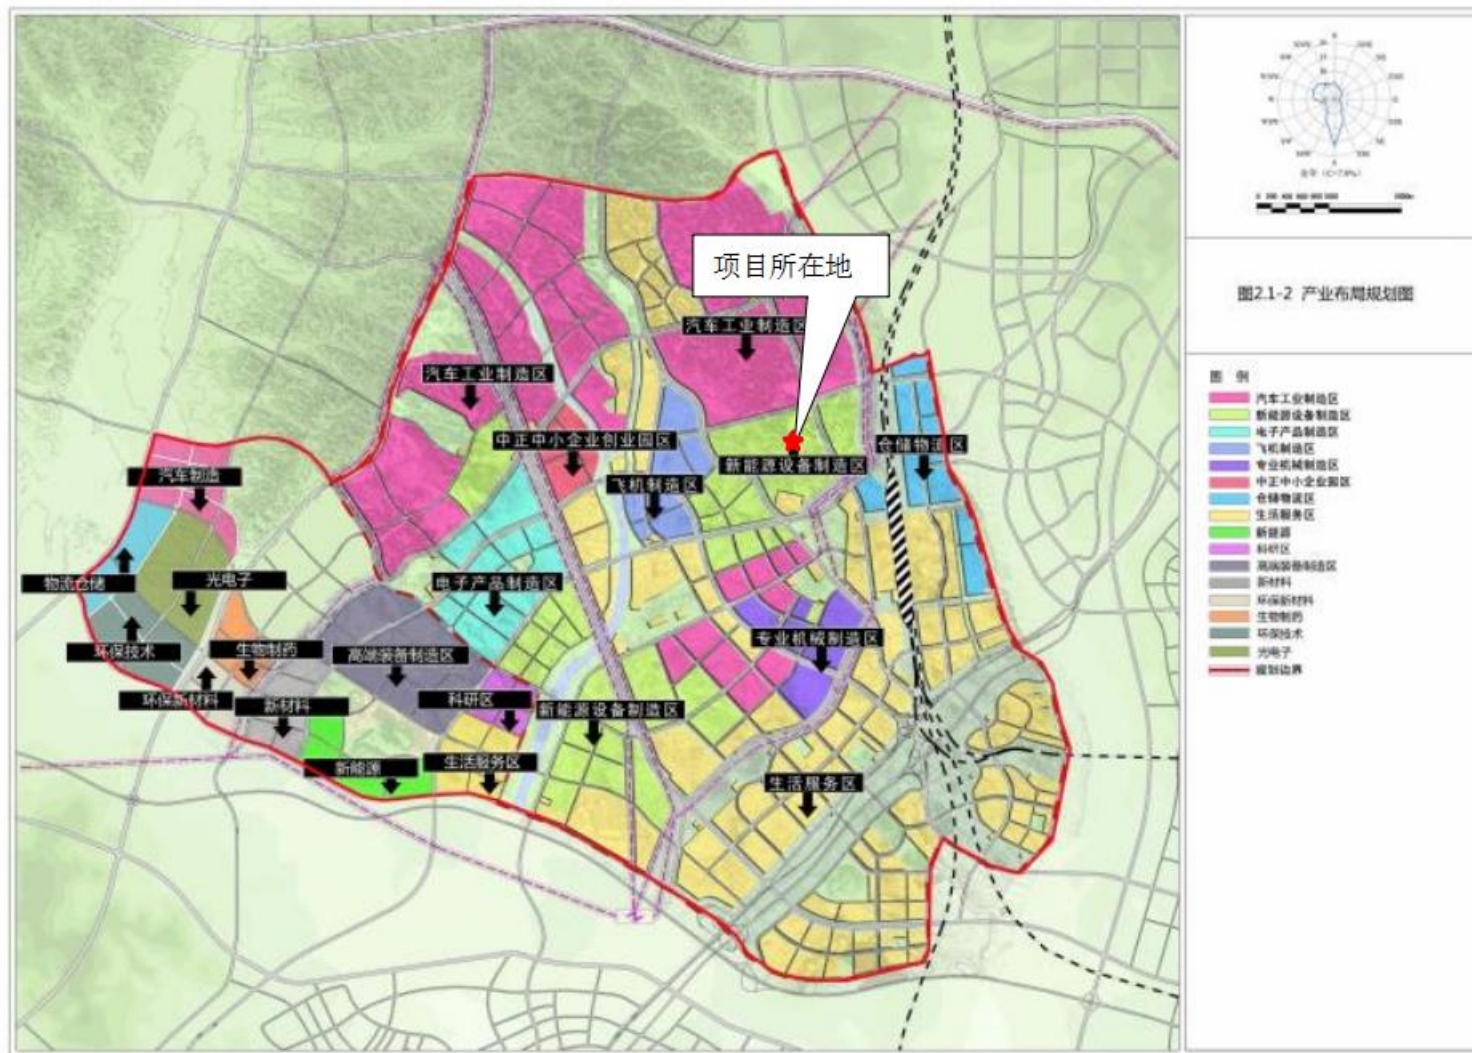 项目所在地
汽车工业制造区
汽车工业制造区
中正中小企业创业园区
仓储物流区
新能源设备制造区
飞机制造区
汽车制造
物流仓储
光电子
电子产品制造区
环保技术
生物制药
高端装备制造区
专业机械制造区
环保新材料
新材料
科研区
新能源设备制造区
新能源
生活服务区
生活服务区
图2.1-2 产业布局规划图
图 例
汽车工业制造区
新能源设备制造区
电子产品制造区
飞机制造区
专业机械制造区
中正中小企业园区
仓储物流区
生活服务区
新能源
科研区
高端装备制造区
新材料
环保新材料
生物制药
环保技术
光电子
规划边界